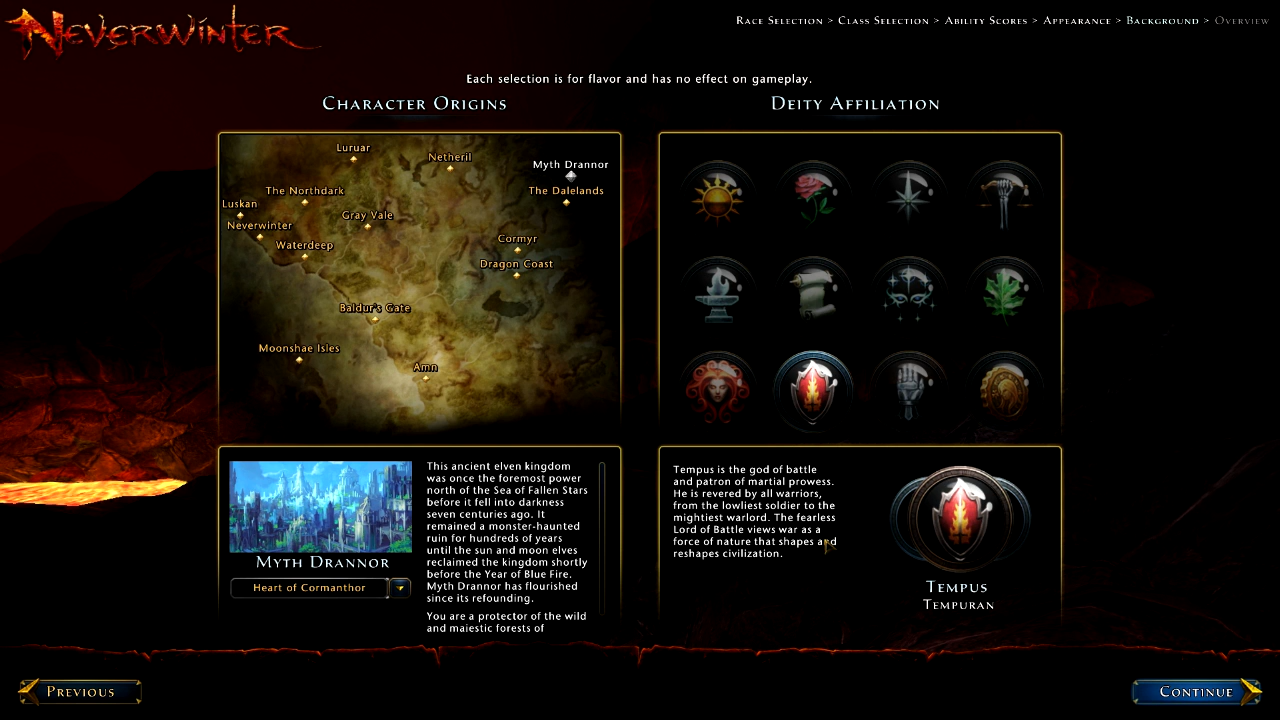 NEVERWINTER
RACE SELECTION > CLASS SELECTION > ABILITY SCORES > APPEARANCE > BACKGROUND > OVERVIEW
Each selection is for flavor and has no effect on gameplay.
CHARACTER ORIGINS
DEITY AFFILIATION
Luruar
Netheril
Myth Drannor
The Northdark
The Dalelands
Luskan
Gray Vale
Neverwinter
Waterdeep
Cormyr
Dragon Coast
Baldur's Gate
Moonshae Isles
Amn
MYTH DRANNOR
Heart of Cormanthor
This ancient elven kingdom
was once the foremost power
north of the Sea of Fallen Stars
before it fell into darkness
seven centuries ago. It
remained a monster-haunted
ruin for hundreds of years
until the sun and moon elves
reclaimed the kingdom shortly
before the Year of Blue Fire.
Myth Drannor has flourished
since its refounding.
You are a protector of the wild
and majestic forests of
Tempus is the god of battle
and patron of martial prowess.
He is revered by all warriors,
from the lowliest soldier to the
mightiest warlord. The fearless
Lord of Battle views war as a
force of nature that shapes and
reshapes civilization.
TEMPUS
TEMPURAN
PREVIOUS
CONTINUE